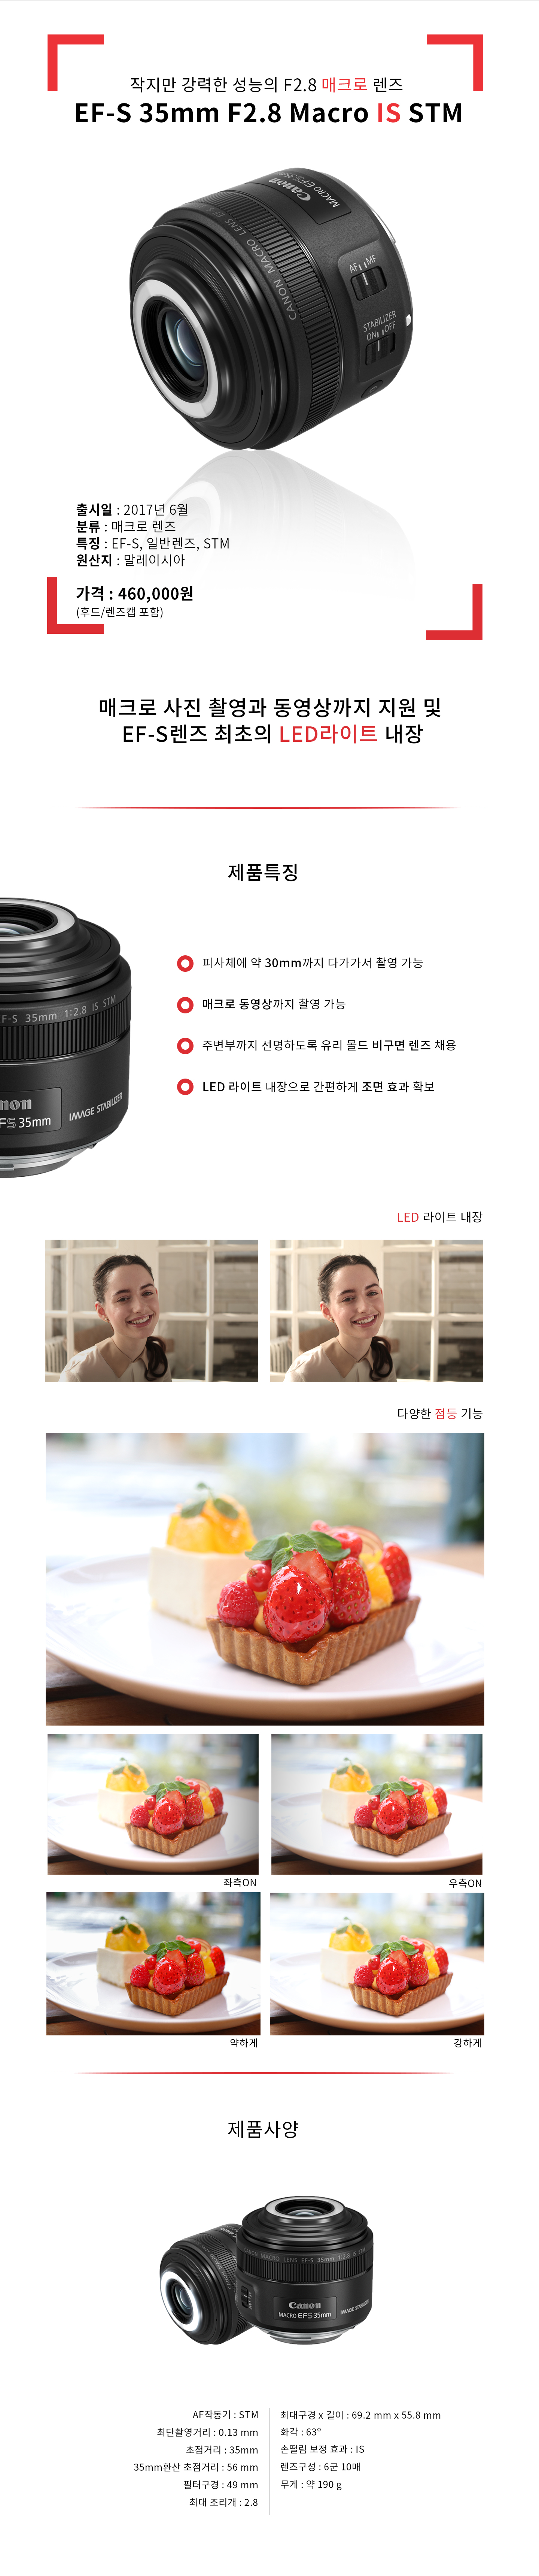 작지만 강력한 성능의 F2.8 매크로 렌즈
EF-S 35mm F2.8 Macro IS STM
Canon
MACRO EFS 35mm
CANON MACRO LENS EF-S
AF MF
STABILIZER
ON OFF
출시일 : 2017년 6월
분류 : 매크로 렌즈
특징 : EF-S, 일반렌즈, STM
원산지 : 말레이시아
가격 : 460,000원
(후드/렌즈캡 포함)
매크로 사진 촬영과 동영상까지 지원 및
EF-S렌즈 최초의 LED라이트 내장
제품특징
F-S 35mm 1:2.8 IS STM
non
FS 35mm
IMAGE STABILIZER
피사체에 약 30mm까지 다가가서 촬영 가능
매크로 동영상까지 촬영 가능
주변부까지 선명하도록 유리 몰드 비구면 렌즈 채용
LED 라이트 내장으로 간편하게 조면 효과 확보
LED 라이트 내장
다양한 점등 기능
좌측ON
우측ON
약하게
강하게
제품사양
CANON MACRO LENS EF-S 35mm 1:2.8 IS STM
Canon
MACRO EFS 35mm
IMAGE STABILIZER
AF작동기 : STM
최단촬영거리 : 0.13 mm
초점거리 : 35mm
35mm환산 초점거리 : 56 mm
필터구경 : 49 mm
최대 조리개 : 2.8
최대구경 x 길이 : 69.2 mm x 55.8 mm
화각 : 63º
손떨림 보정 효과 : IS
렌즈구성 : 6군 10매
무게 : 약 190 g